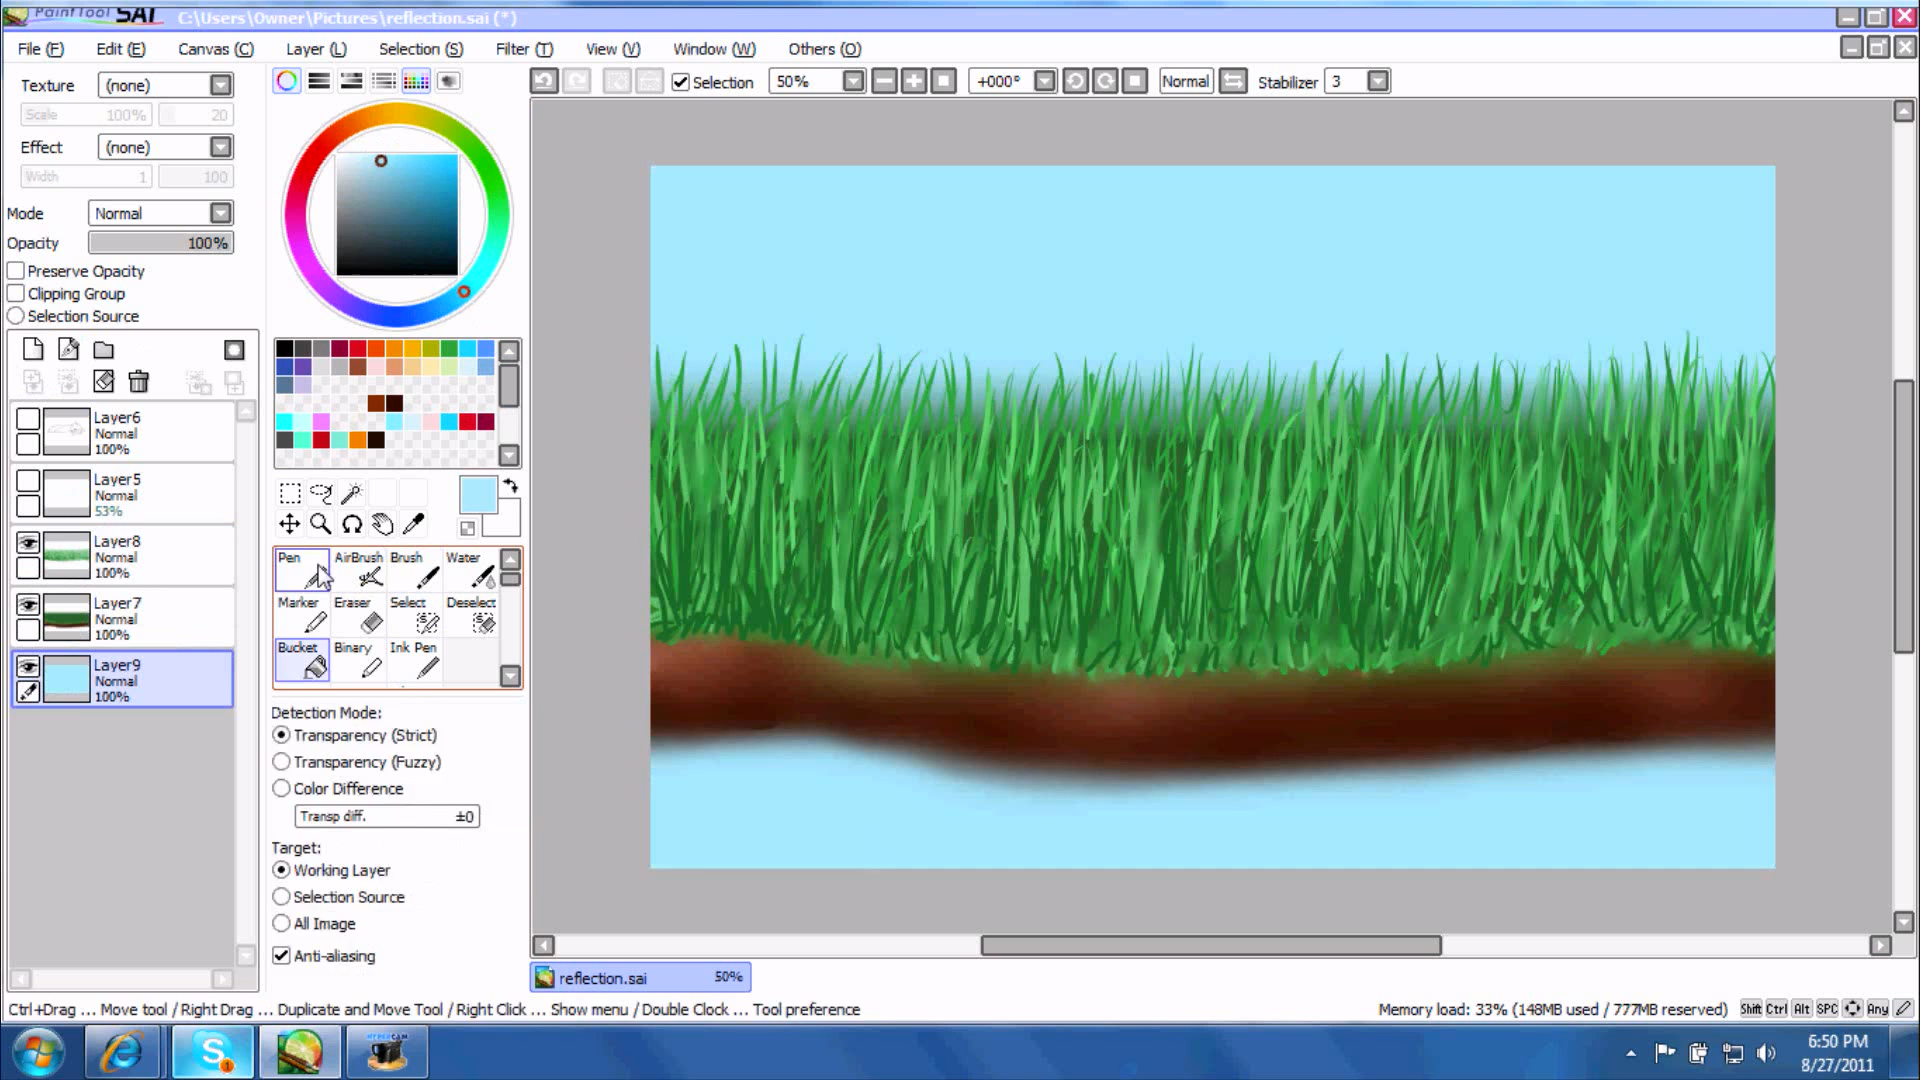 PaintTool SAI C:\Users\Owner\Pictures\reflection.sai (*)
File (F) Edit (E) Canvas (C) Layer (L) Selection (S) Filter (T) View (V) Window (W) Others (O)
Texture (none)
Scale 100% 20
Effect (none)
Width 1 100
Mode Normal
Opacity 100%
Preserve Opacity
Clipping Group
Selection Source
Selection 50% +000° Normal Stabilizer 3
Layer6
Normal
100%
Layer5
Normal
53%
Layer8
Normal
100%
Layer7
Normal
100%
Layer9
Normal
100%
Pen AirBrush Brush Water
Marker Eraser Select Deselect
Bucket Binary Ink Pen
Detection Mode:
Transparency (Strict)
Transparency (Fuzzy)
Color Difference
Transp diff. ±0
Target:
Working Layer
Selection Source
All Image
Anti-aliasing
reflection.sai 50%
Ctrl+Drag ... Move tool / Right Drag ... Duplicate and Move Tool / Right Click ... Show menu / Double Clock ... Tool preference
Memory load: 33% (148MB used / 777MB reserved) Shift Ctrl Alt SPC Any
S 1
HYPERCAM
6:50 PM
8/27/2011